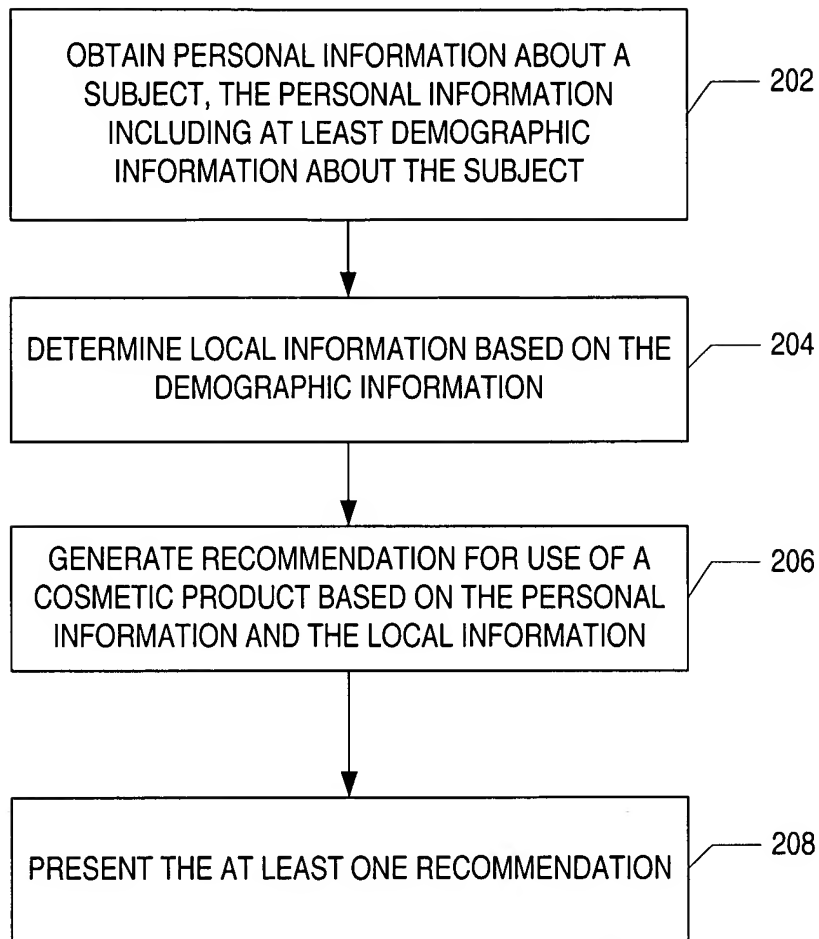 OBTAIN PERSONAL INFORMATION ABOUT A
SUBJECT, THE PERSONAL INFORMATION
INCLUDING AT LEAST DEMOGRAPHIC
INFORMATION ABOUT THE SUBJECT
202
DETERMINE LOCAL INFORMATION BASED ON THE
DEMOGRAPHIC INFORMATION
204
GENERATE RECOMMENDATION FOR USE OF A
COSMETIC PRODUCT BASED ON THE PERSONAL
INFORMATION AND THE LOCAL INFORMATION
206
PRESENT THE AT LEAST ONE RECOMMENDATION
208